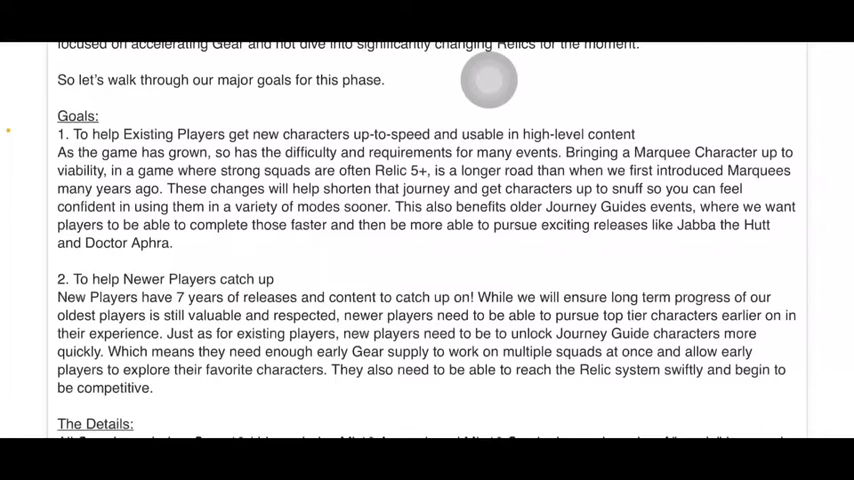 focused on accelerating Gear and not dive into significantly changing Relics for the moment.
So let's walk through our major goals for this phase.
Goals:
1. To help Existing Players get new characters up-to-speed and usable in high-level content
As the game has grown, so has the difficulty and requirements for many events. Bringing a Marquee Character up to
viability, in a game where strong squads are often Relic 5+, is a longer road than when we first introduced Marquees
many years ago. These changes will help shorten that journey and get characters up to snuff so you can feel
confident in using them in a variety of modes sooner. This also benefits older Journey Guides events, where we want
players to be able to complete those faster and then be more able to pursue exciting releases like Jabba the Hutt
and Doctor Aphra.
2. To help Newer Players catch up
New Players have 7 years of releases and content to catch up on! While we will ensure long term progress of our
oldest players is still valuable and respected, newer players need to be able to pursue top tier characters earlier on in
their experience. Just as for existing players, new players need to be to unlock Journey Guide characters more
quickly. Which means they need enough early Gear supply to work on multiple squads at once and allow early
players to explore their favorite characters. They also need to be able to reach the Relic system swiftly and begin to
be competitive.
The Details: